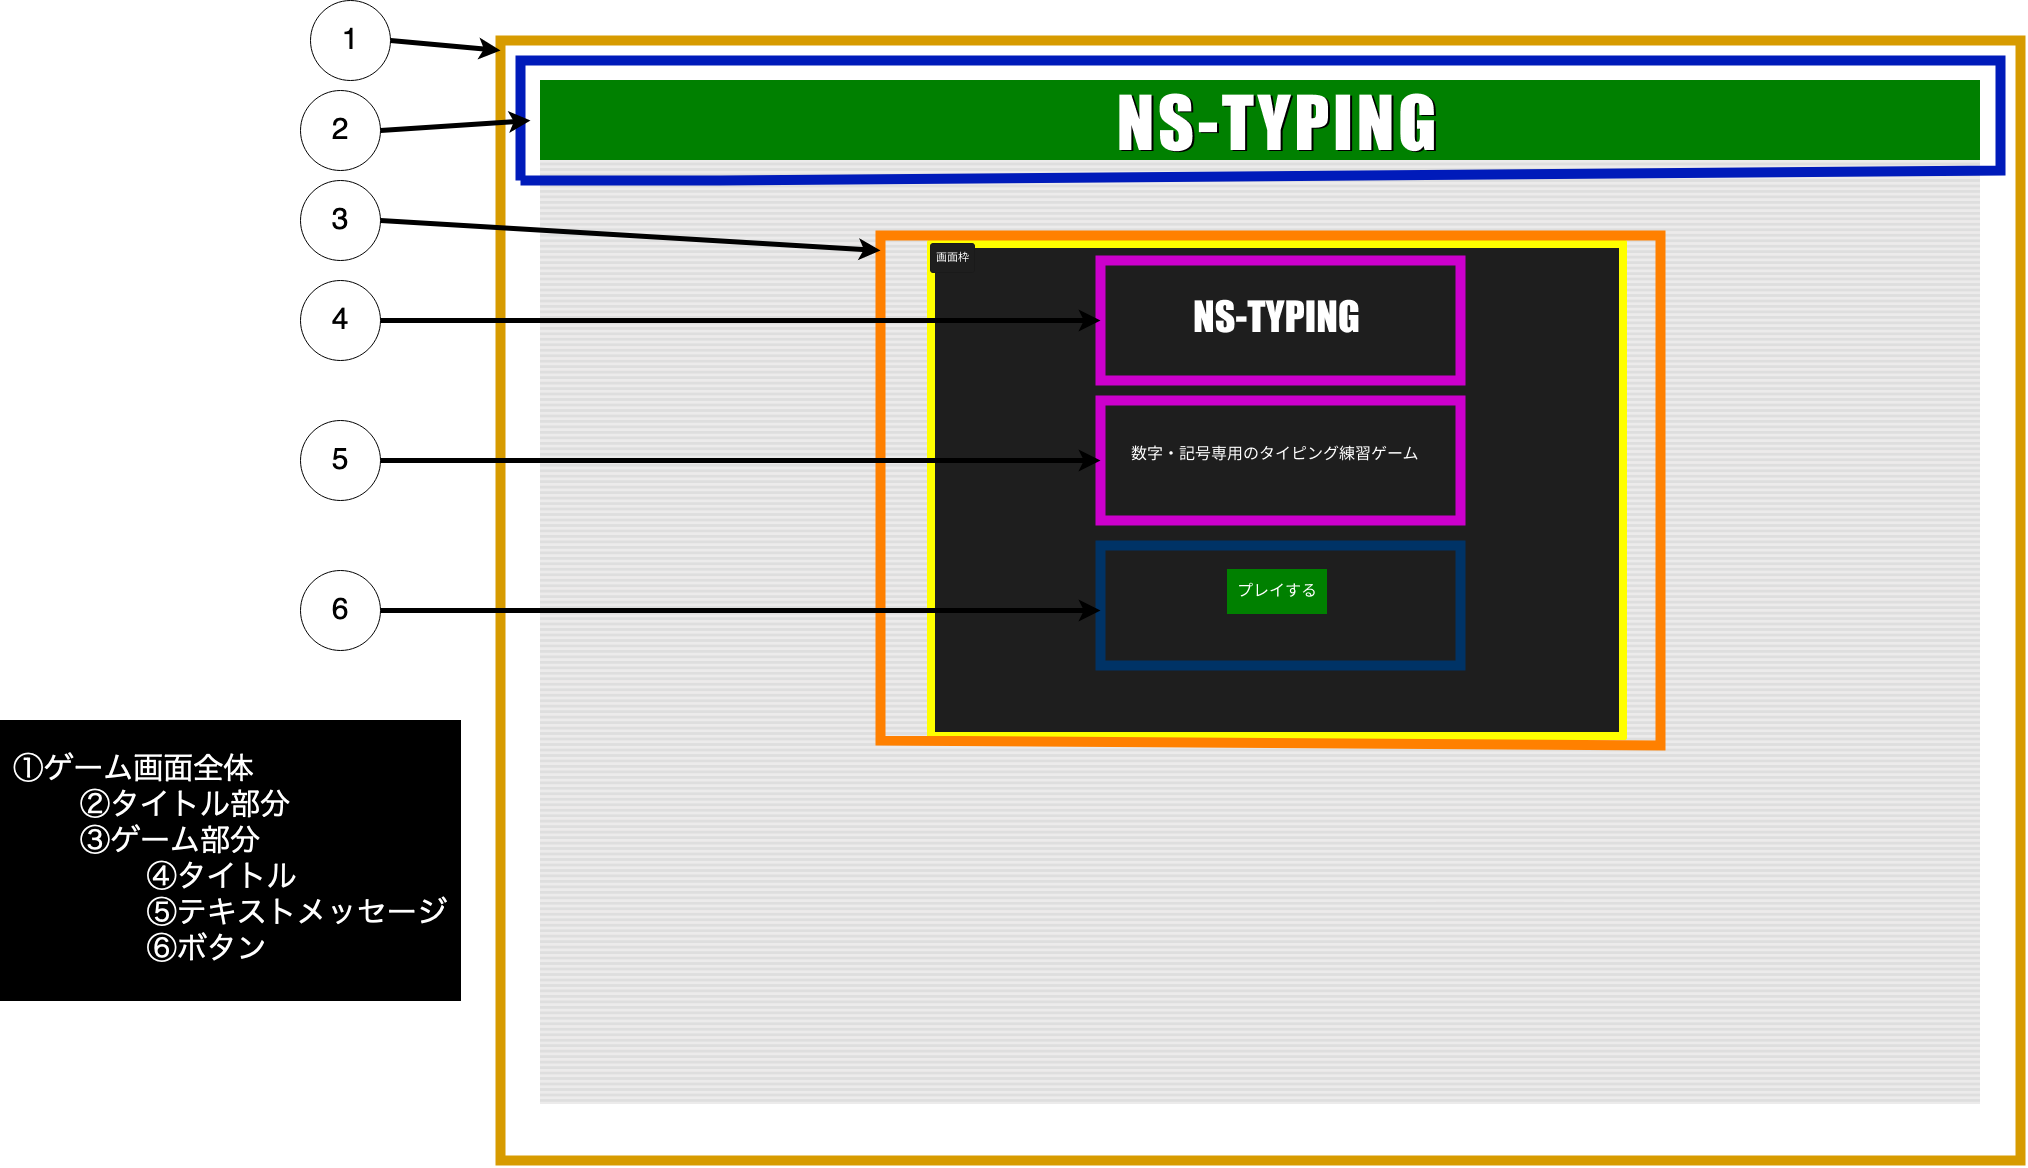 1
2
3
4
5
6
NS-TYPING
画面枠
NS-TYPING
数字・記号専用のタイピング練習ゲーム
プレイする
①ゲーム画面全体
②タイトル部分
③ゲーム部分
④タイトル
⑤テキストメッセージ
⑥ボタン